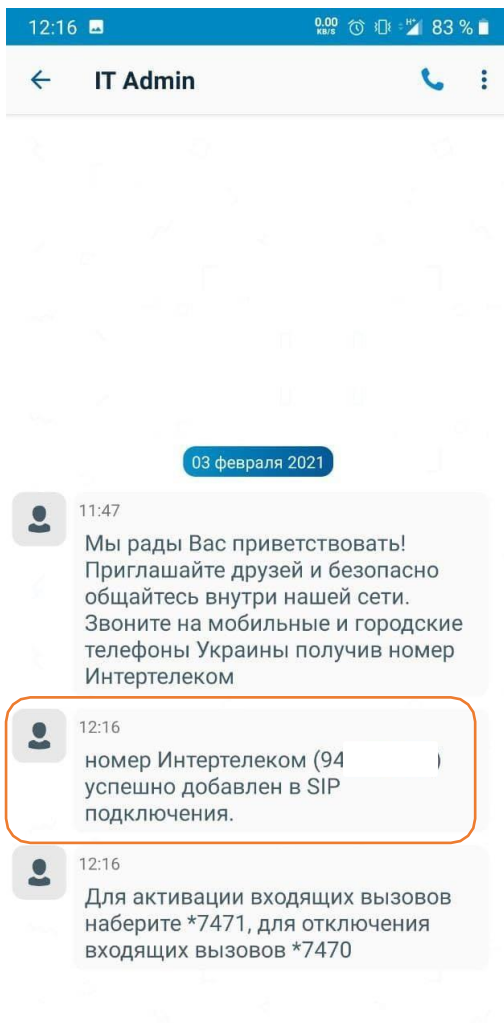 12:16 0.00 KB/S H+ 83 %
IT Admin
03 февраля 2021
11:47
Мы рады Вас приветствовать!
Приглашайте друзей и безопасно
общайтесь внутри нашей сети.
Звоните на мобильные и городские
телефоны Украины получив номер
Интертелеком
12:16
номер Интертелеком (94 )
успешно добавлен в SIP
подключения.
12:16
Для активации входящих вызовов
наберите *7471, для отключения
входящих вызовов *7470